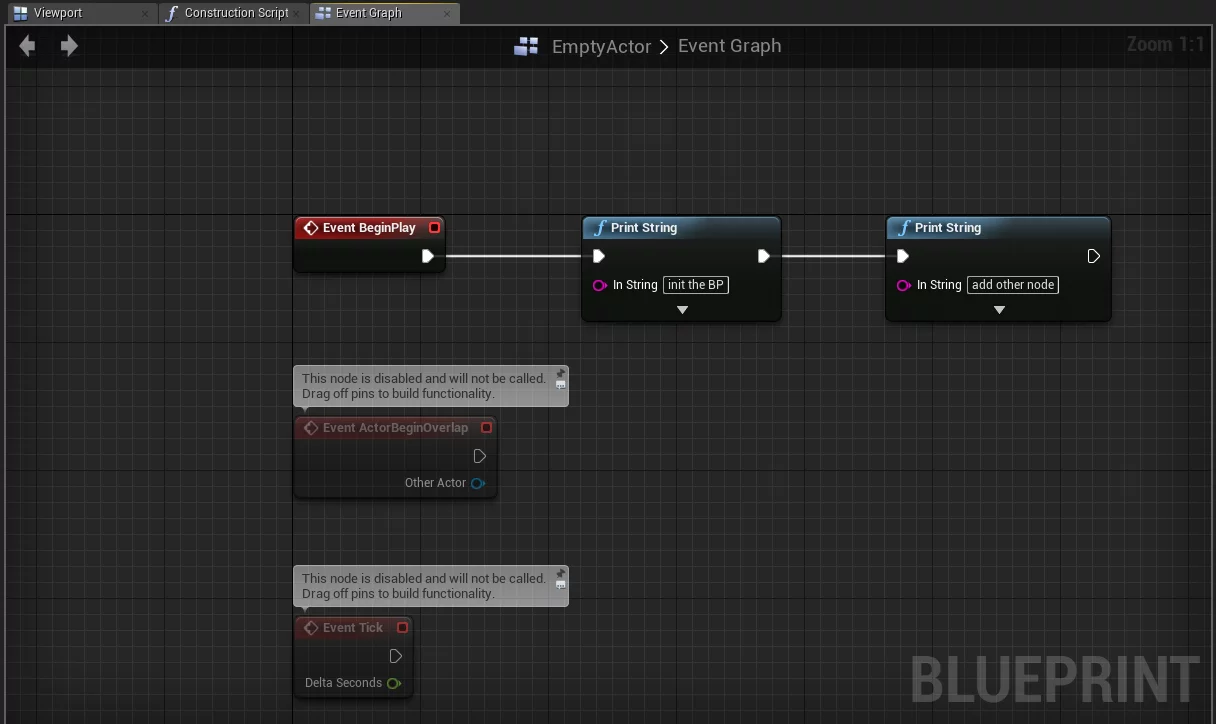 Viewport
Construction Script
Event Graph
EmptyActor > Event Graph
Zoom 1:1
Event BeginPlay
Print String
In String init the BP
Print String
In String add other node
This node is disabled and will not be called.
Drag off pins to build functionality.
Event ActorBeginOverlap
Other Actor
This node is disabled and will not be called.
Drag off pins to build functionality.
Event Tick
Delta Seconds
BLUEPRINT